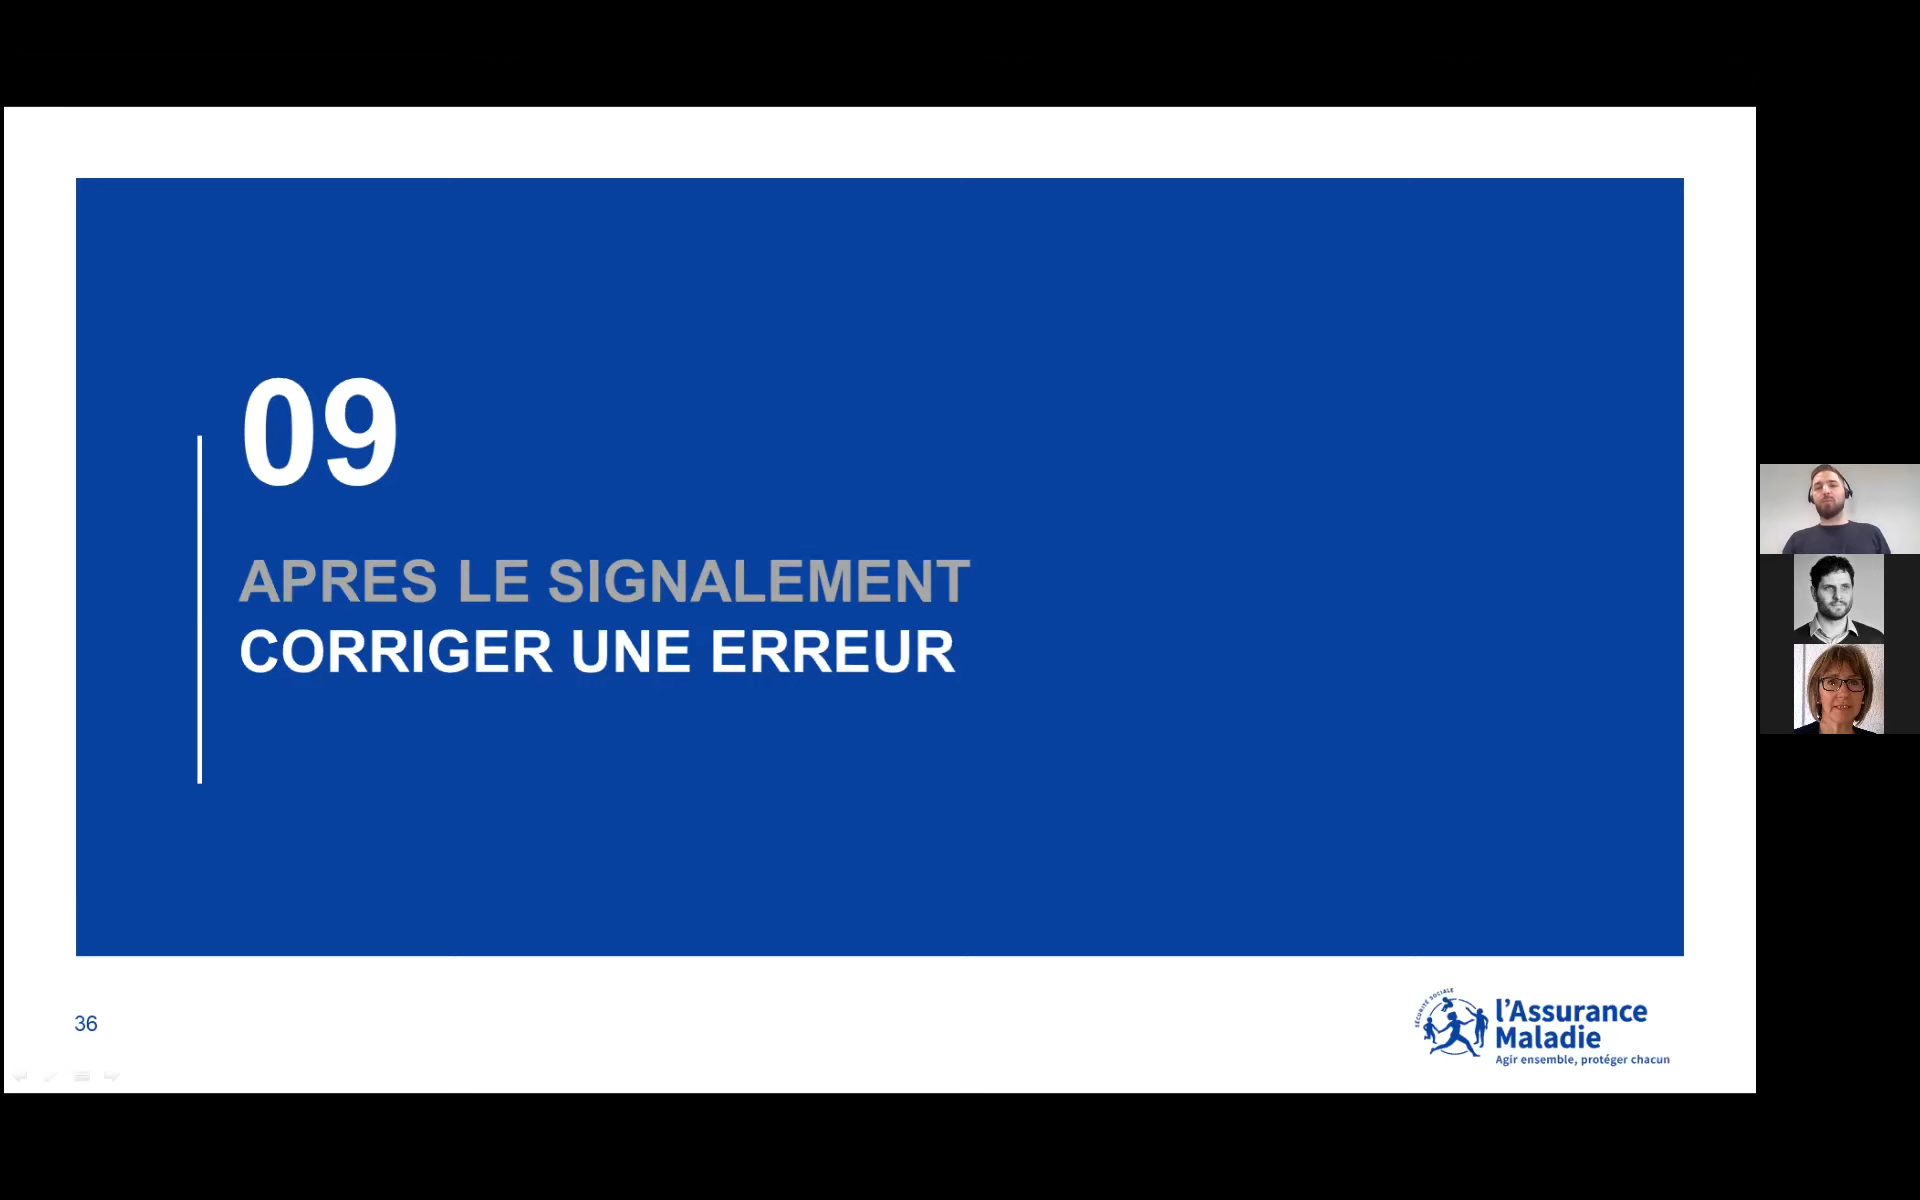 09
APRES LE SIGNALEMENT
CORRIGER UNE ERREUR
36
SÉCURITÉ SOCIALE
l'Assurance
Maladie
Agir ensemble, protéger chacun